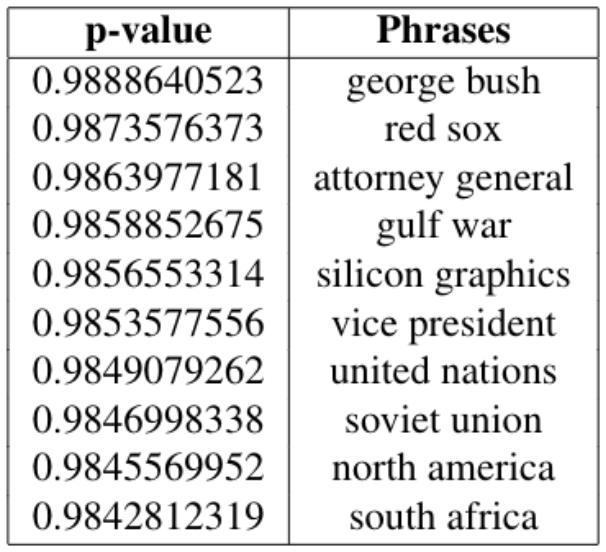 p-value Phrases
0.9888640523 george bush
0.9873576373 red sox
0.9863977181 attorney general
0.9858852675 gulf war
0.9856553314 silicon graphics
0.9853577556 vice president
0.9849079262 united nations
0.9846998338 soviet union
0.9845569952 north america
0.9842812319 south africa